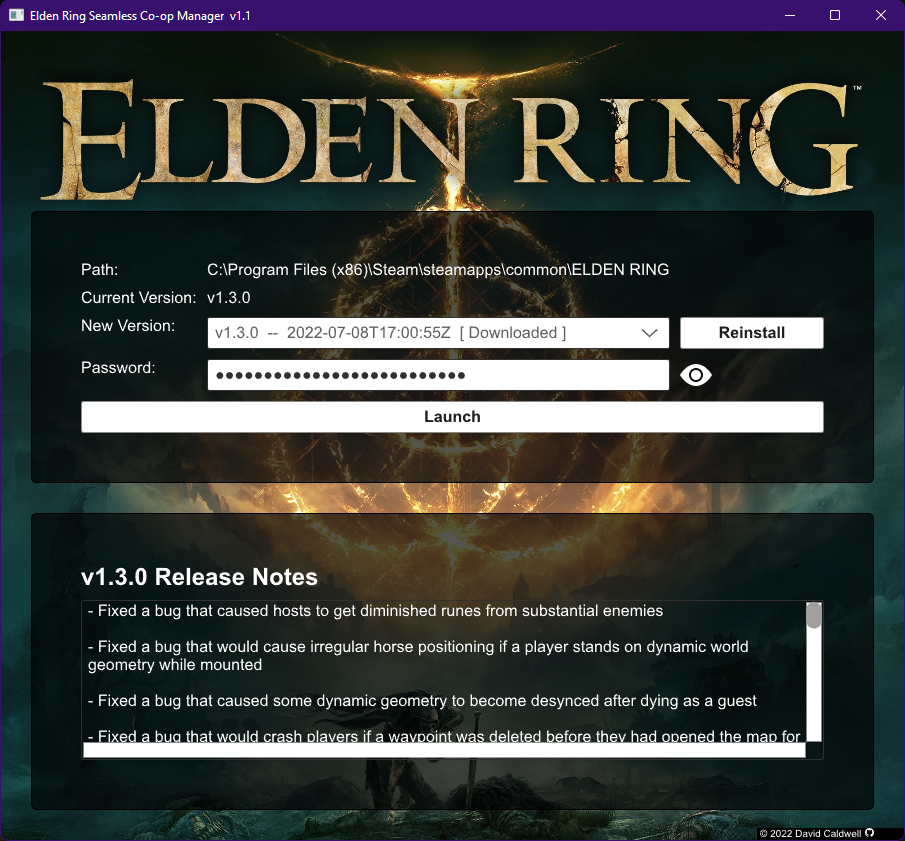 Elden Ring Seamless Co-op Manager v1.1
ELDEN RING™
Path: C:\Program Files (x86)\Steam\steamapps\common\ELDEN RING
Current Version: v1.3.0
New Version: v1.3.0 -- 2022-07-08T17:00:55Z [ Downloaded ] Reinstall
Password: ●●●●●●●●●●●●●●●●●●●●●●●●●●
Launch
v1.3.0 Release Notes
- Fixed a bug that caused hosts to get diminished runes from substantial enemies
- Fixed a bug that would cause irregular horse positioning if a player stands on dynamic world
geometry while mounted
- Fixed a bug that caused some dynamic geometry to become desynced after dying as a guest
- Fixed a bug that would crash players if a waypoint was deleted before they had opened the map for
© 2022 David Caldwell